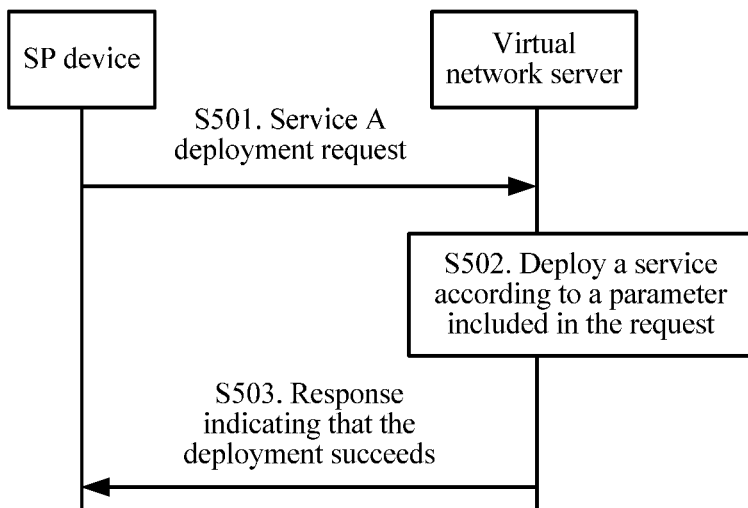 SP device
Virtual
network server
S501. Service A
deployment request
S502. Deploy a service
according to a parameter
included in the request
S503. Response
indicating that the
deployment succeeds